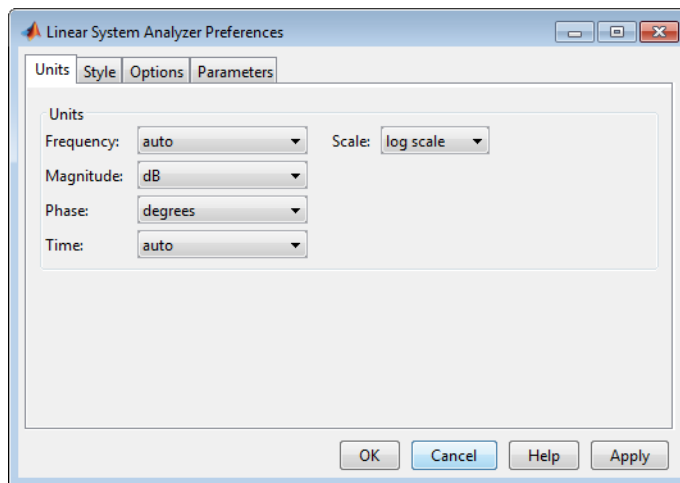 Linear System Analyzer Preferences
Units Style Options Parameters
Units
Frequency: auto Scale: log scale
Magnitude: dB
Phase: degrees
Time: auto
OK Cancel Help Apply